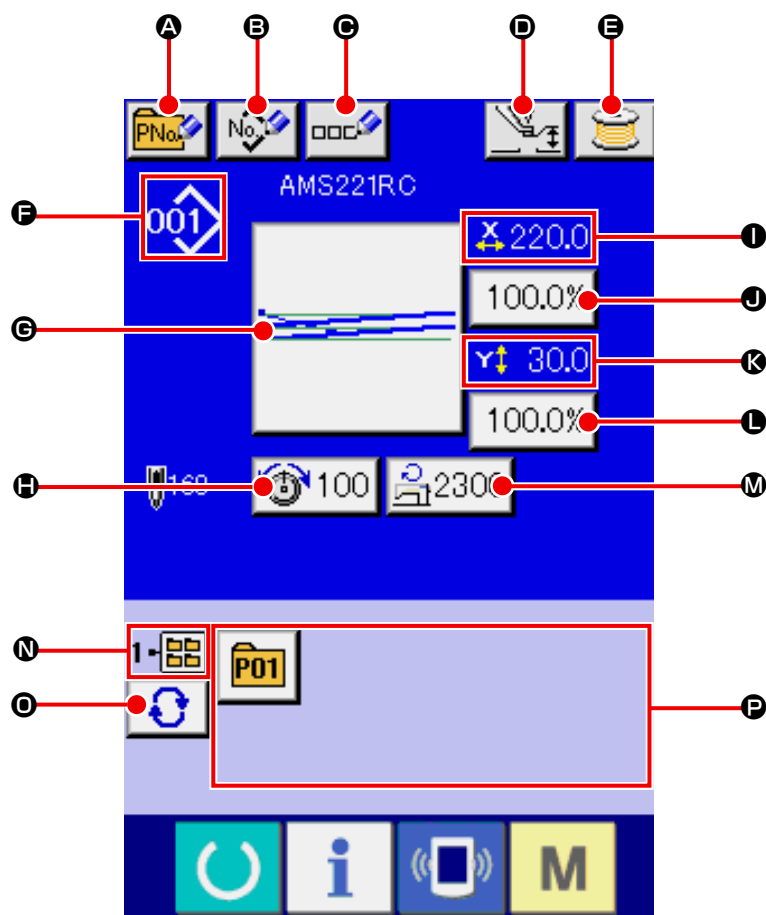 A B C D E
PNo. No.
AMS221RC
F 001
X 220.0 I
100.0% J
G
Y 30.0 K
100.0% L
H 100 2300 M
N 1
P01
O P
i M